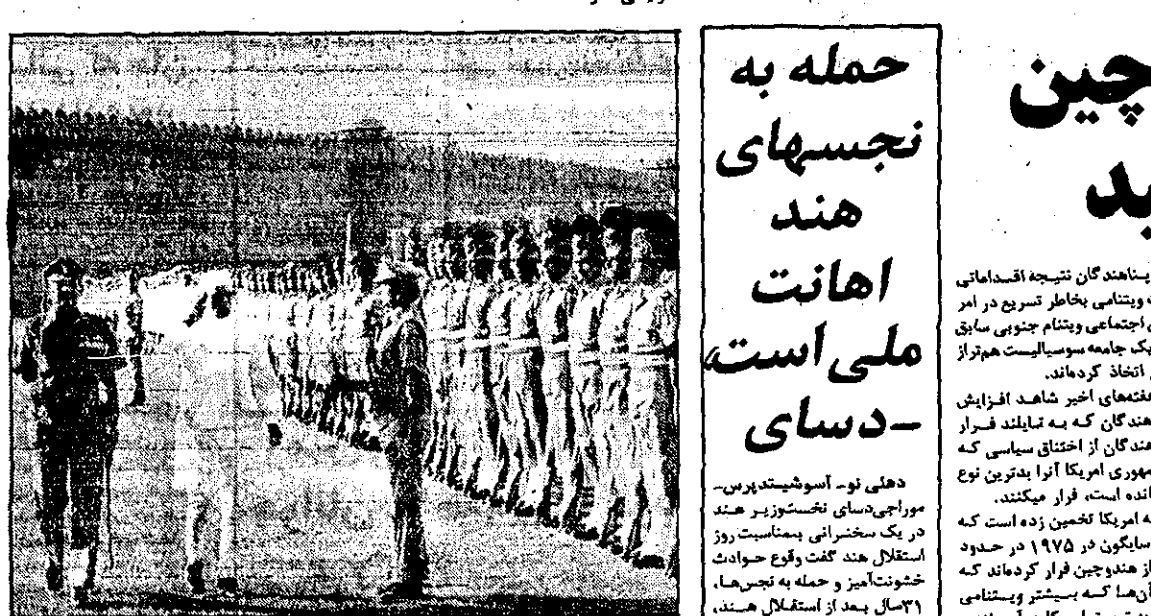 چین
ید
پناهندگان نتیجه اقداماتی
ویتنامی بخاطر تسریع در امر
اجتماعی ویتنام جنوبی سابق
یک جامعه سوسیالیست هم‌تراز
اتخاذ کرده‌اند.
هفته‌های اخیر شاهد افزایش
هندگان که به تایلند فرار
هندگان از اختناق سیاسی که
مهوری امریکا آنرا بدترین نوع
انده است، فرار میکنند.
ه امریکا تخمین زده است که
سایگون در ۱۹۷۵ در حدود
از هندوچین فرار کرده‌اند که
آن‌ها که بیشتر ویتنامی
حمله به
نجسهای
هند
اهانت
ملی است»
-دسای
دهلی نو- آسوشیتدپرس-
مورارجی‌دسای نخست‌وزیر هند
در یک سخنرانی بمناسبت روز
استقلال هند گفت وقوع حوادث
خشونت‌آمیز و حمله به نجس‌ها،
۳۱سال بعد از استقلال هند،